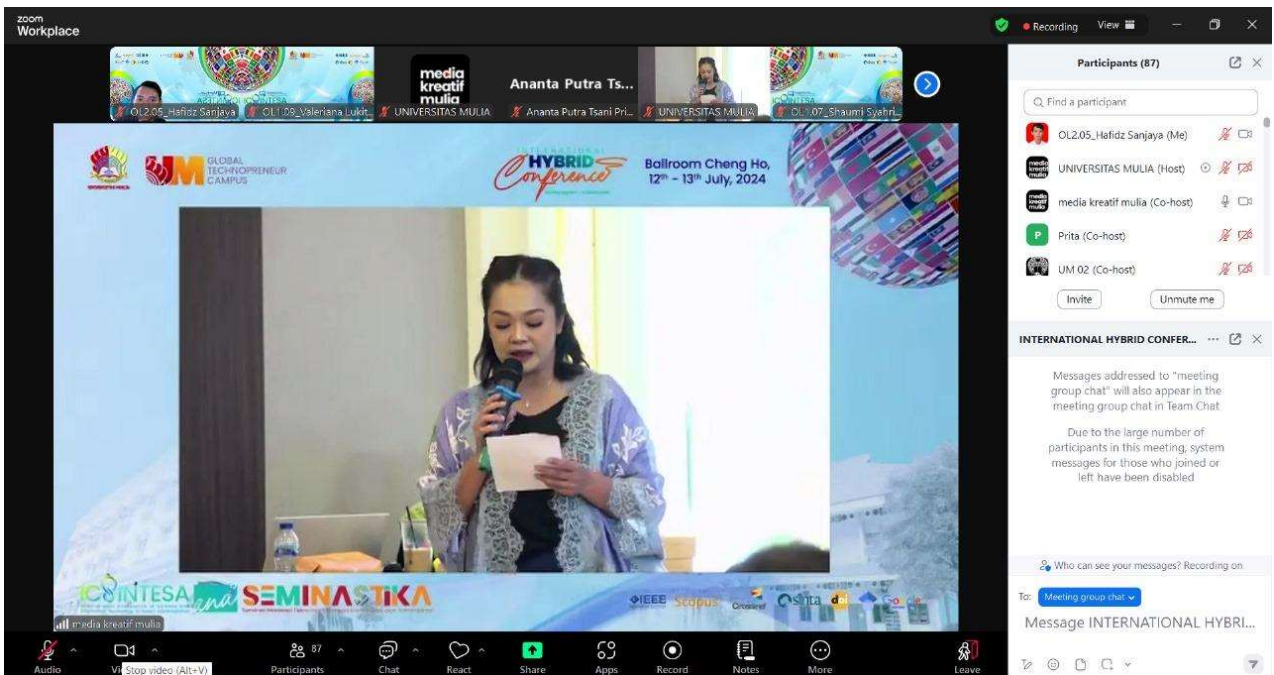 zoom
Workplace
Recording
View
media
kreatif
mulia
Ananta Putra Ts...
OL2.05_Hafidz Sanjaya
OL1.09_Valeriana Lukit...
UNIVERSITAS MULIA
Ananta Putra Tsani Pri...
UNIVERSITAS MULIA
OL1.07_Shaumi Syahri...
GLOBAL
TECHNOPRENEUR
CAMPUS
INTERNATIONAL
HYBRID
Conference
Ballroom Cheng Ho,
12th - 13th July, 2024
ICOINTESA and SEMINASTIKA
IEEE Scopus Crossref Sinta doi
media kreatif mulia
Participants (87)
Find a participant
OL2.05_Hafidz Sanjaya (Me)
UNIVERSITAS MULIA (Host)
media kreatif mulia (Co-host)
P Prita (Co-host)
UM 02 (Co-host)
Invite
Unmute me
INTERNATIONAL HYBRID CONFER...
Messages addressed to "meeting
group chat" will also appear in the
meeting group chat in Team Chat
Due to the large number of
participants in this meeting, system
messages for those who joined or
left have been disabled
Who can see your messages? Recording on
To: Meeting group chat
Message INTERNATIONAL HYBRI...
Audio
Stop video (Alt+V)
87
Participants
Chat
React
Share
Apps
Record
Notes
More
Leave